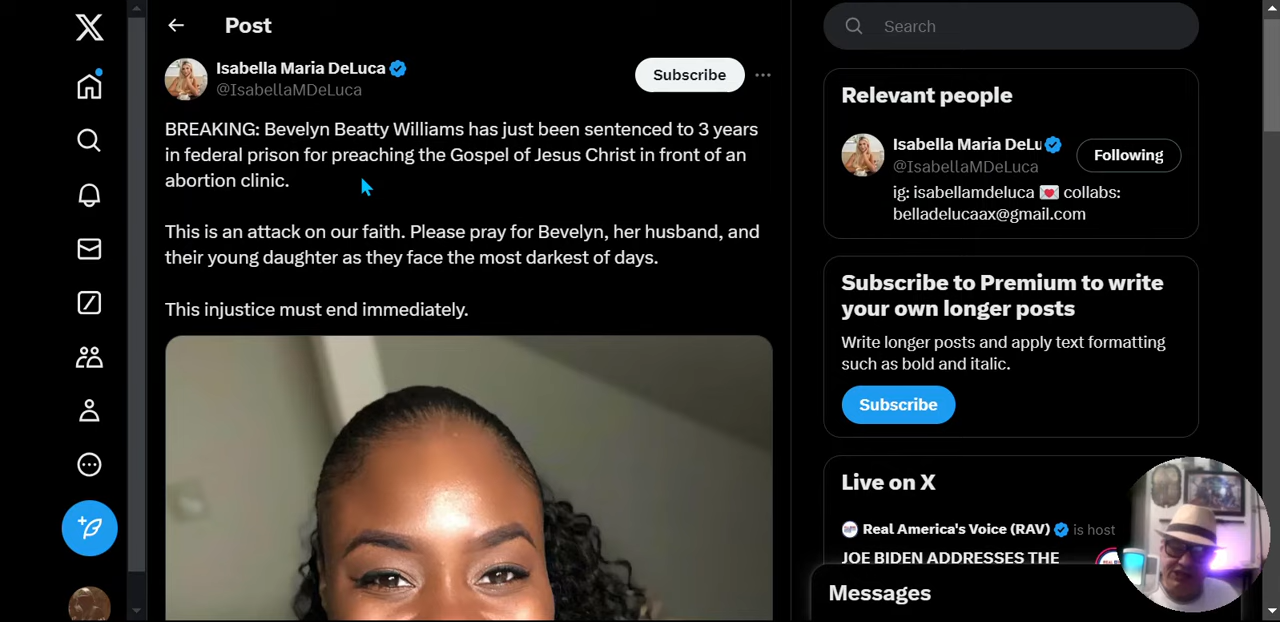 Post
Isabella Maria DeLuca
@IsabellaMDeLuca
Subscribe
BREAKING: Bevelyn Beatty Williams has just been sentenced to 3 years
in federal prison for preaching the Gospel of Jesus Christ in front of an
abortion clinic.
This is an attack on our faith. Please pray for Bevelyn, her husband, and
their young daughter as they face the most darkest of days.
This injustice must end immediately.
Search
Relevant people
Isabella Maria DeLu
@IsabellaMDeLuca
Following
ig: isabellamdeluca 💌 collabs:
belladelucaax@gmail.com
Subscribe to Premium to write
your own longer posts
Write longer posts and apply text formatting
such as bold and italic.
Subscribe
Live on X
Real America's Voice (RAV) is host
JOE BIDEN ADDRESSES THE
Messages